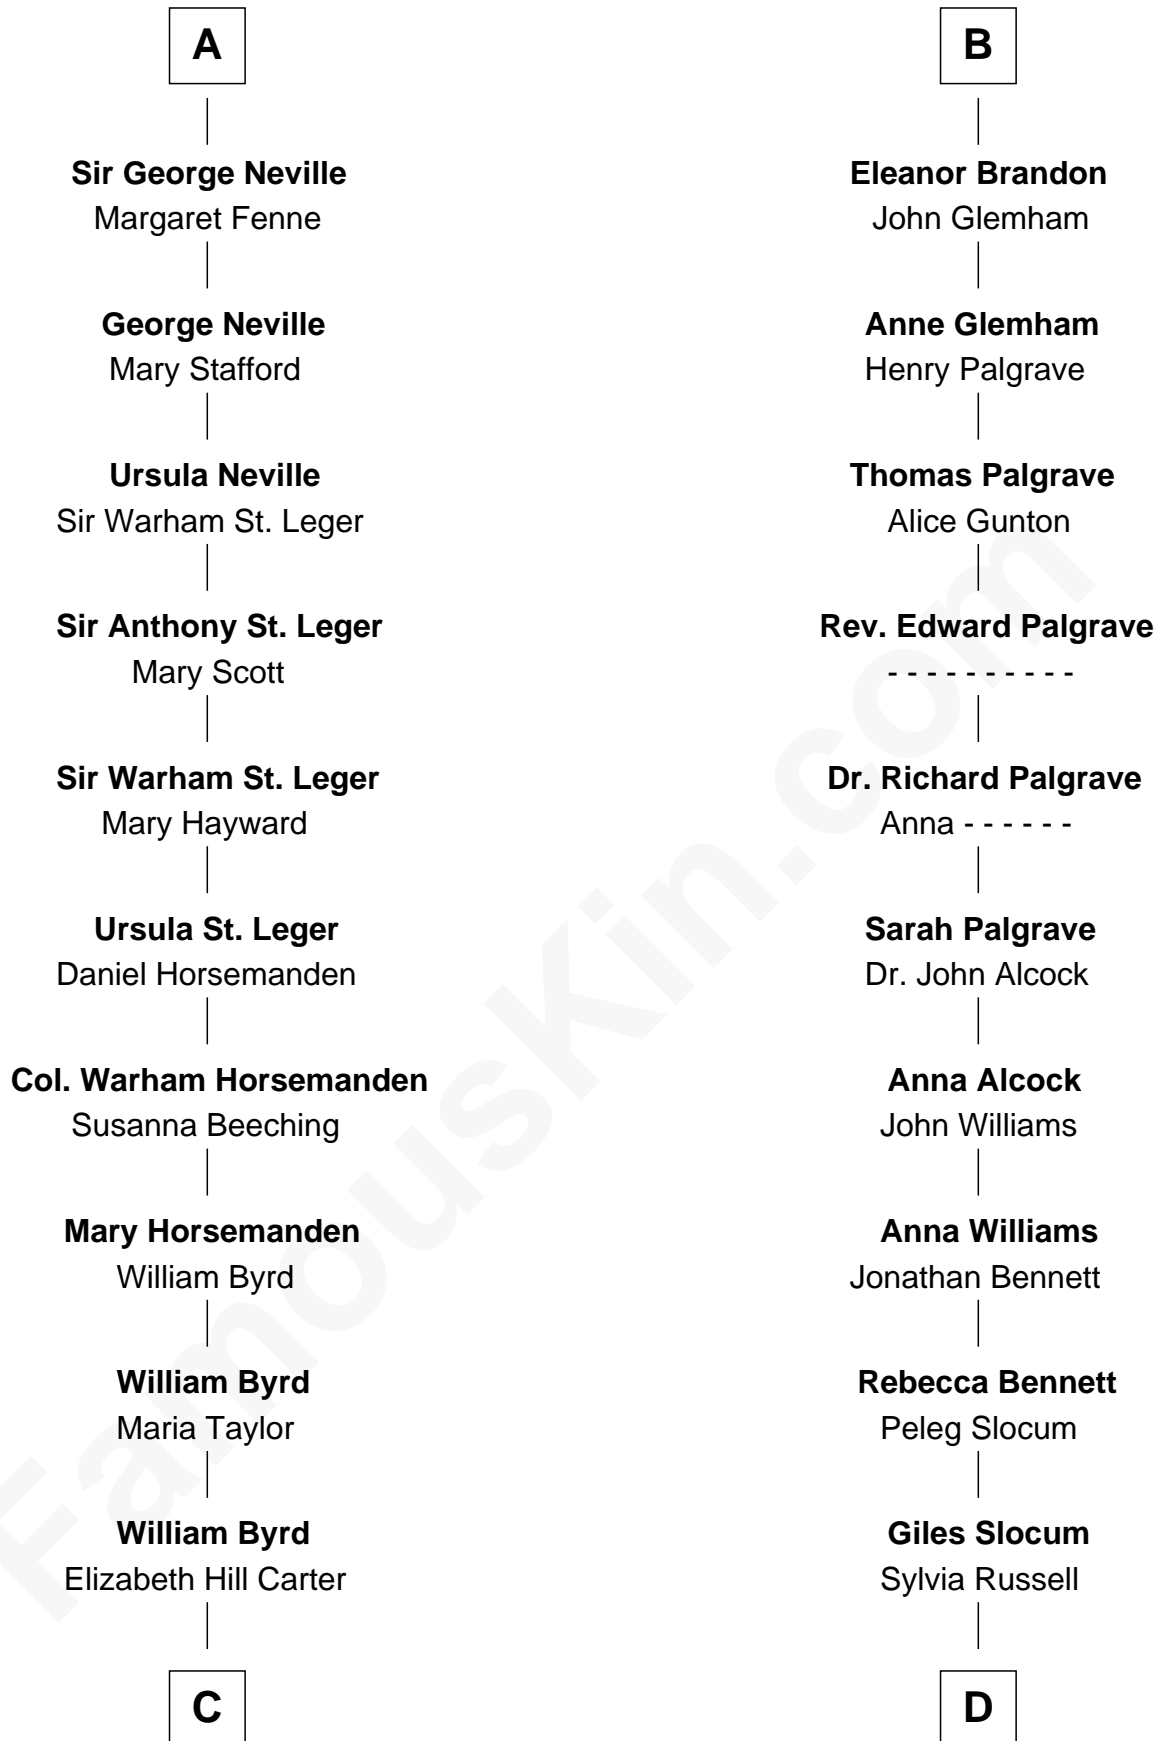 A
Sir George Neville
Margaret Fenne
George Neville
Mary Stafford
Ursula Neville
Sir Warham St. Leger
Sir Anthony St. Leger
Mary Scott
Sir Warham St. Leger
Mary Hayward
Ursula St. Leger
Daniel Horsemanden
Col. Warham Horsemanden
Susanna Beeching
Mary Horsemanden
William Byrd
William Byrd
Maria Taylor
William Byrd
Elizabeth Hill Carter
C
B
Eleanor Brandon
John Glemham
Anne Glemham
Henry Palgrave
Thomas Palgrave
Alice Gunton
Rev. Edward Palgrave
- - - - - - - - - -
Dr. Richard Palgrave
Anna - - - - - -
Sarah Palgrave
Dr. John Alcock
Anna Alcock
John Williams
Anna Williams
Jonathan Bennett
Rebecca Bennett
Peleg Slocum
Giles Slocum
Sylvia Russell
D
FamousKin.com